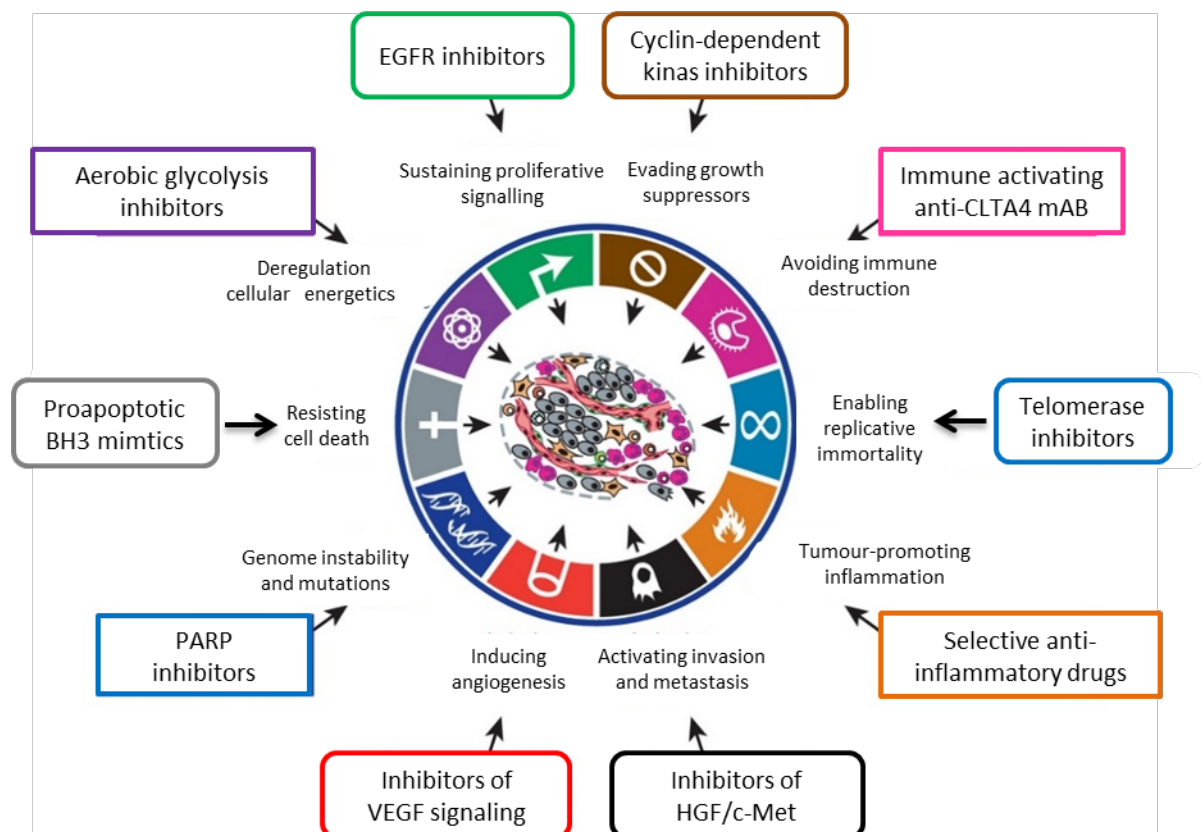 EGFR inhibitors
Cyclin-dependent
kinas inhibitors
Sustaining proliferative
signalling
Evading growth
suppressors
Aerobic glycolysis
inhibitors
Immune activating
anti-CLTA4 mAB
Deregulation
cellular energetics
Avoiding immune
destruction
Proapoptotic
BH3 mimtics
Resisting
cell death
Enabling
replicative
immortality
Telomerase
inhibitors
Genome instability
and mutations
Tumour-promoting
inflammation
PARP
inhibitors
Inducing
angiogenesis
Activating invasion
and metastasis
Selective anti-
inflammatory drugs
Inhibitors of
VEGF signaling
Inhibitors of
HGF/c-Met